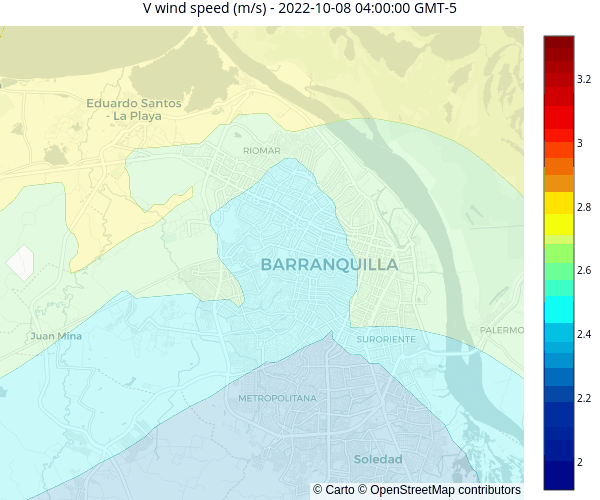 V wind speed (m/s) - 2022-10-08 04:00:00 GMT-5
3.2
Eduardo Santos
- La Playa
3
RIOMAR
2.8
2.6
BARRANQUILLA
2.4
PALERMO
Juan Mina
SURORIENTE
2.2
METROPOLITANA
Soledad
2
© Carto © OpenStreetMap contributors